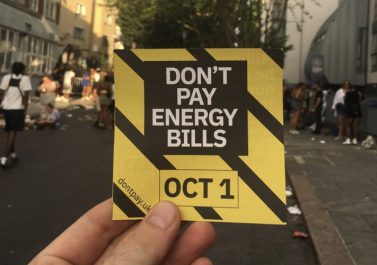 DON'T
PAY
ENERGY
BILLS
OCT 1
dontpay.uk